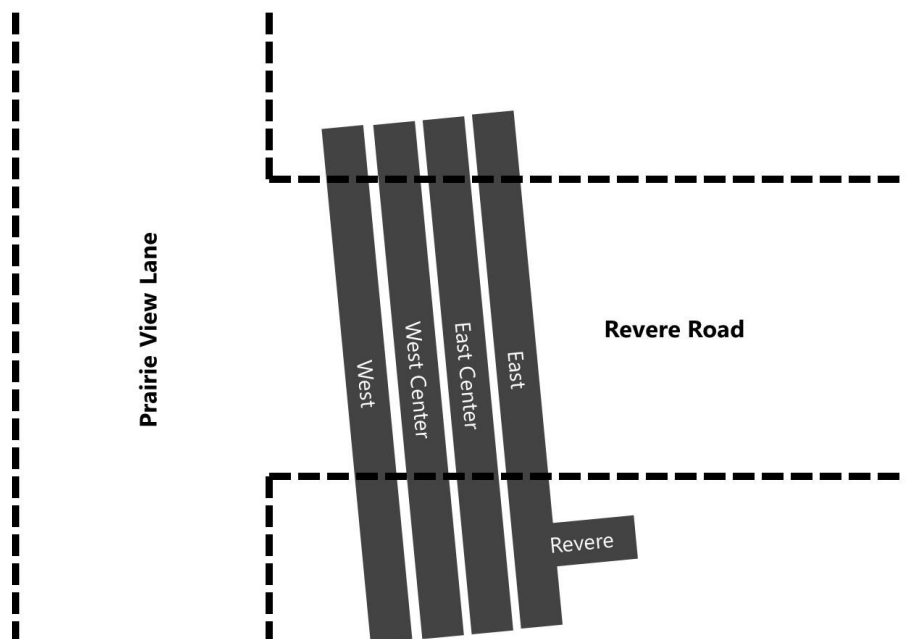 Prairie View Lane
West
West Center
East Center
East
Revere Road
Revere